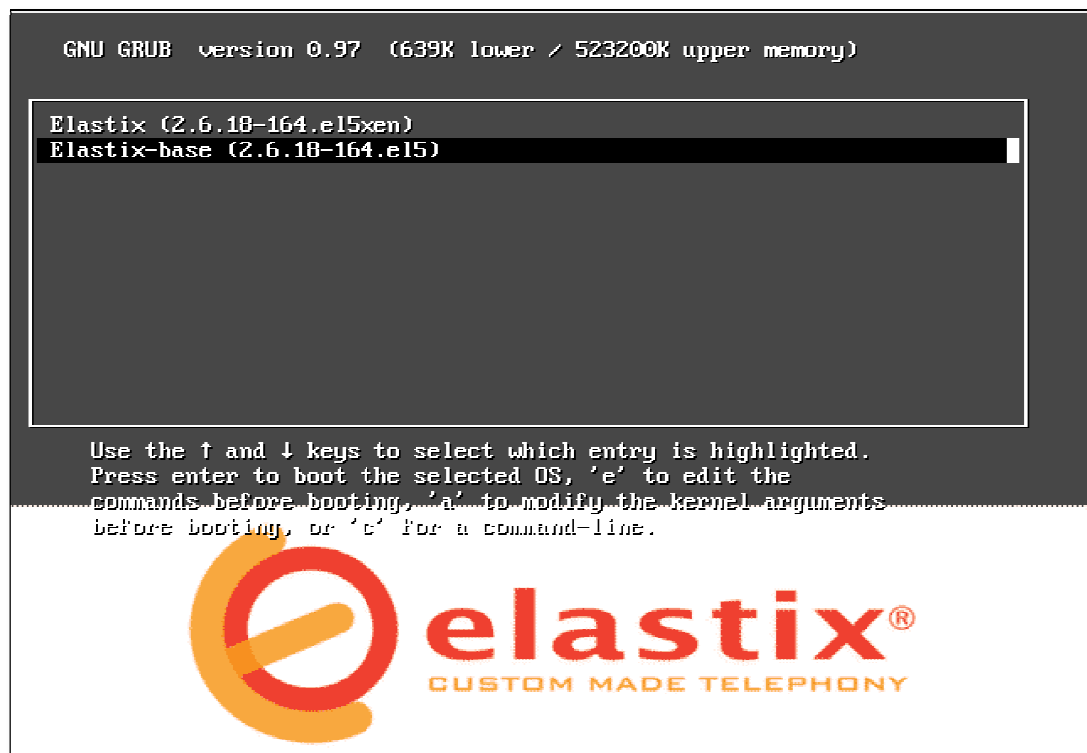 GNU GRUB  version 0.97  (639K lower / 523200K upper memory)
Elastix (2.6.18-164.el5xen)
Elastix-base (2.6.18-164.el5)
Use the ↑ and ↓ keys to select which entry is highlighted.
Press enter to boot the selected OS, 'e' to edit the
commands before booting, 'a' to modify the kernel arguments
before booting, or 'c' for a command-line.
elastix®
CUSTOM MADE TELEPHONY